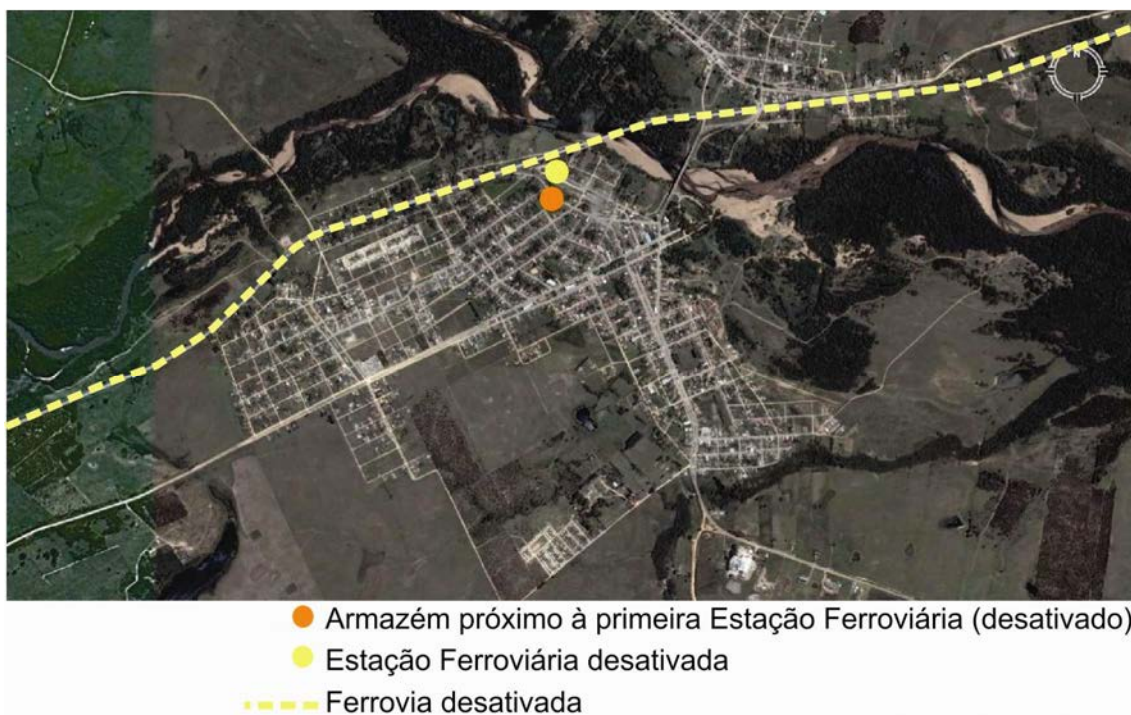 N
Armazém próximo à primeira Estação Ferroviária (desativado)
Estação Ferroviária desativada
Ferrovia desativada